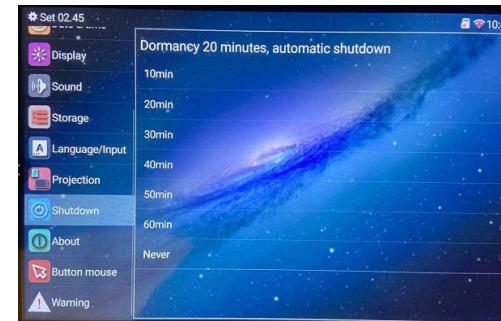 Set 02.45
10:
Display
Sound
Storage
Language/Input
Projection
Shutdown
About
Button mouse
Warning
Dormancy 20 minutes, automatic shutdown
10min
20min
30min
40min
50min
60min
Never